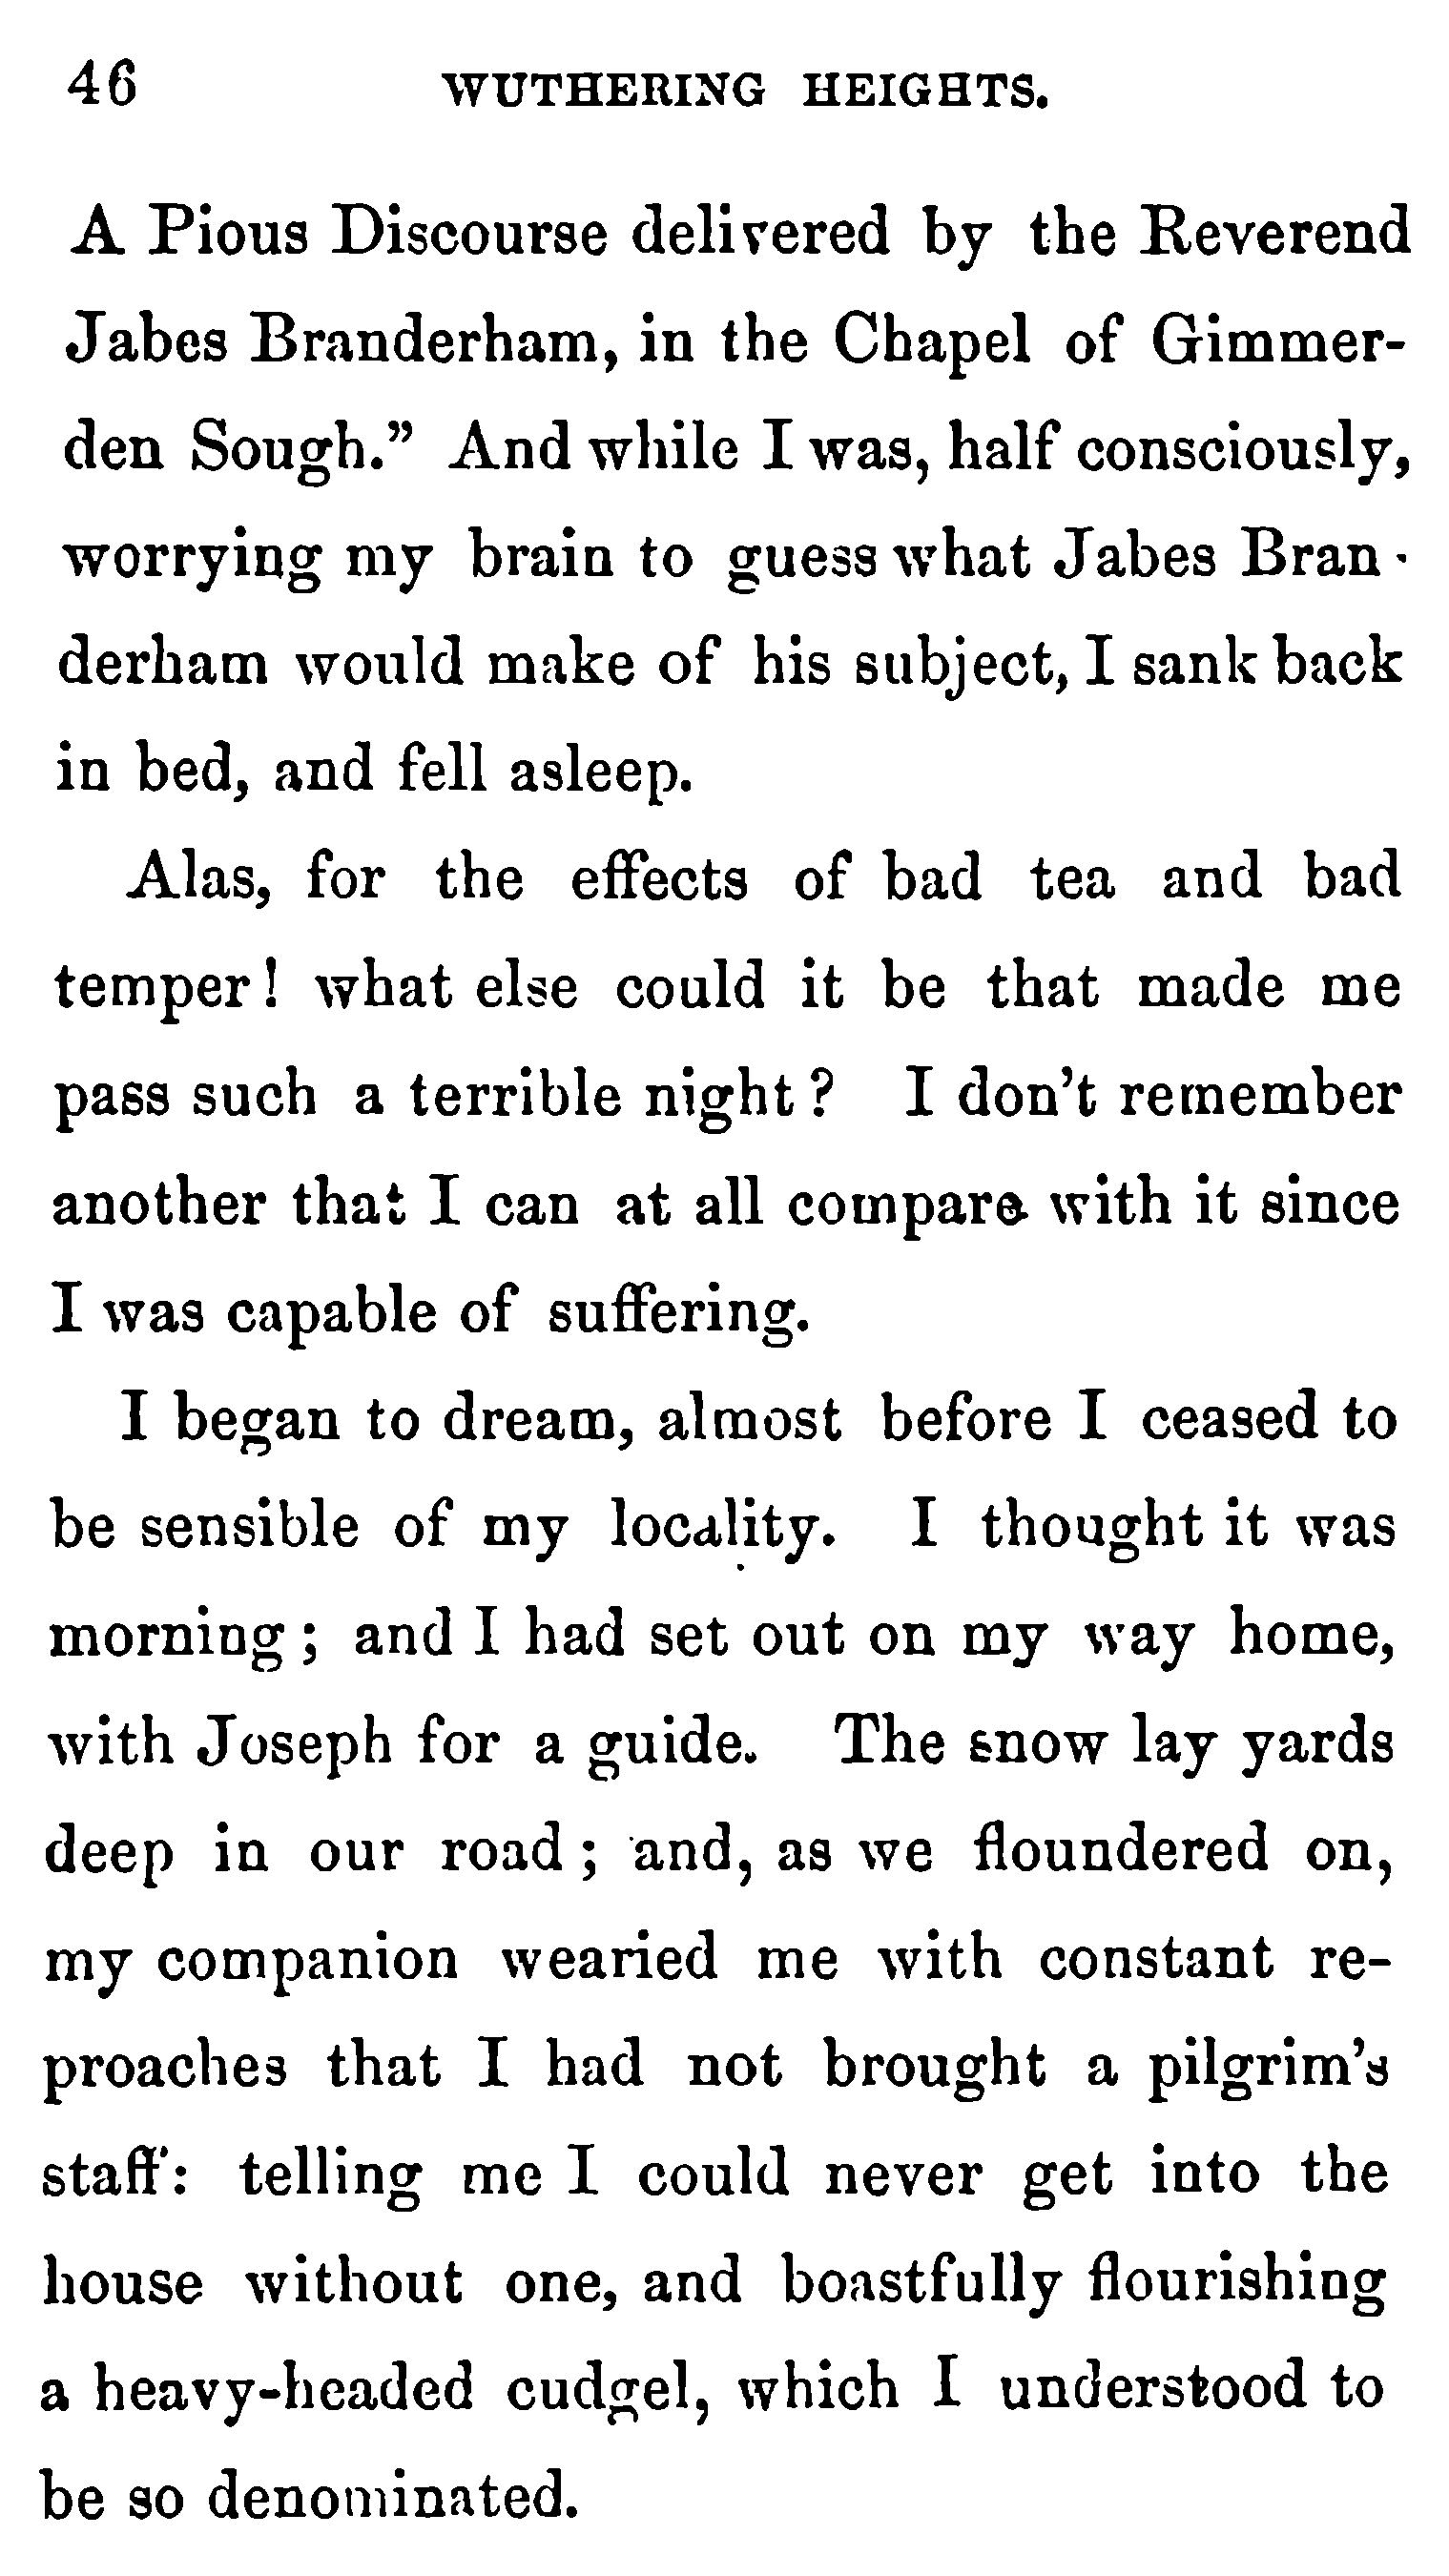 46 WUTHERING HEIGHTS.
A Pious Discourse delivered by the Reverend
Jabes Branderham, in the Chapel of Gimmer-
den Sough.” And while I was, half consciously,
worrying my brain to guess what Jabes Bran-
derham would make of his subject, I sank back
in bed, and fell asleep.
Alas, for the effects of bad tea and bad
temper! what else could it be that made me
pass such a terrible night? I don’t remember
another that I can at all compare with it since
I was capable of suffering.
I began to dream, almost before I ceased to
be sensible of my locality. I thought it was
morning; and I had set out on my way home,
with Joseph for a guide. The snow lay yards
deep in our road; and, as we floundered on,
my companion wearied me with constant re-
proaches that I had not brought a pilgrim’s
staff: telling me I could never get into the
house without one, and boastfully flourishing
a heavy-headed cudgel, which I understood to
be so denominated.